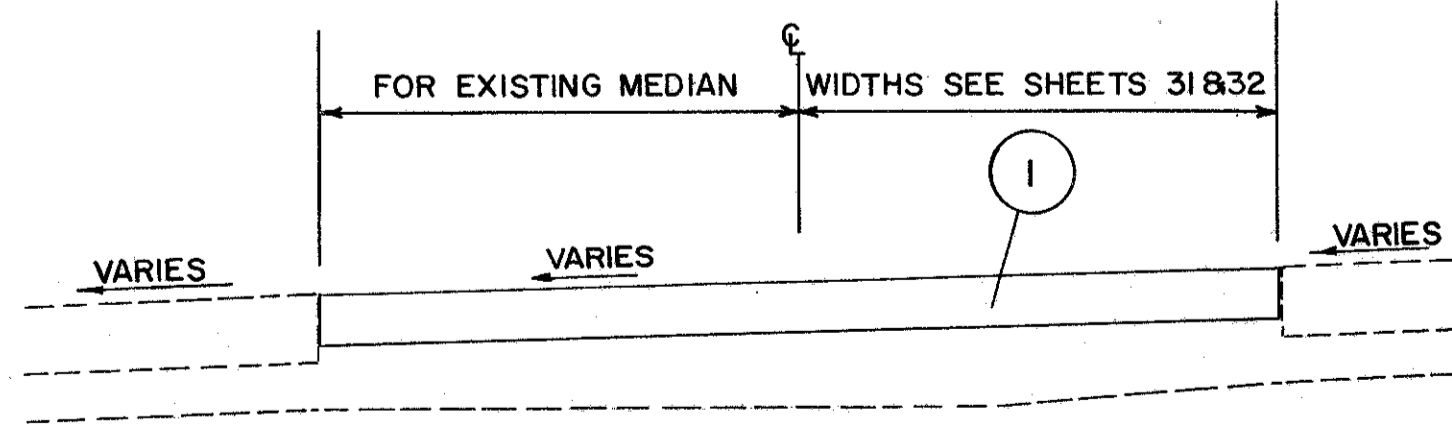 ℄
FOR EXISTING MEDIAN WIDTHS SEE SHEETS 31&32
1
VARIES
VARIES
VARIES